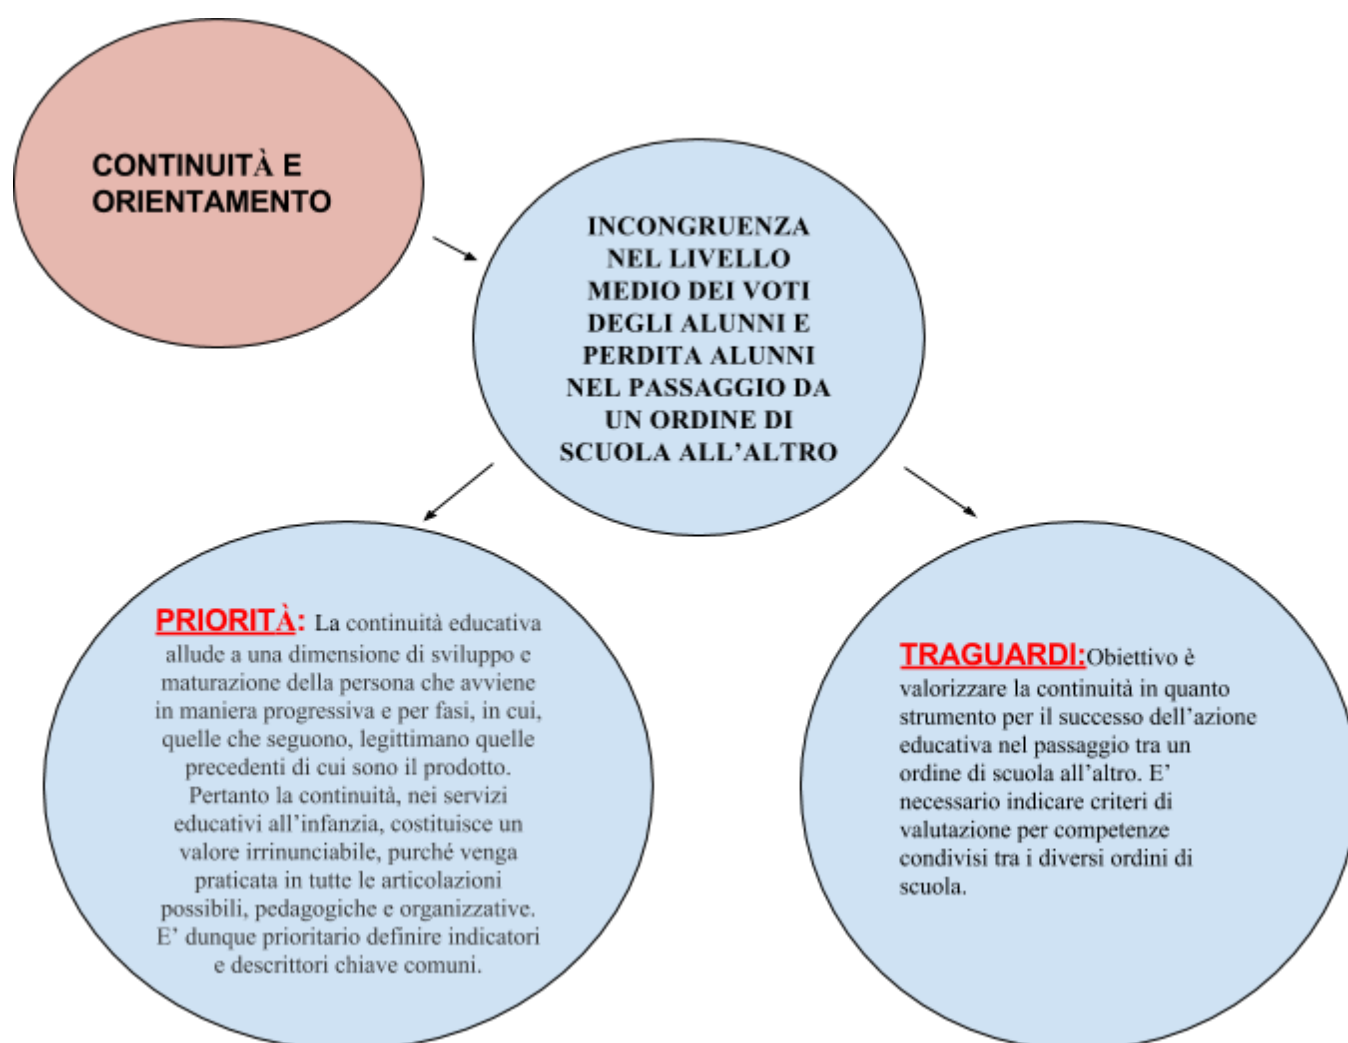 CONTINUITÀ E
ORIENTAMENTO
INCONGRUENZA
NEL LIVELLO
MEDIO DEI VOTI
DEGLI ALUNNI E
PERDITA ALUNNI
NEL PASSAGGIO DA
UN ORDINE DI
SCUOLA ALL’ALTRO
PRIORITÀ: La continuità educativa
allude a una dimensione di sviluppo e
maturazione della persona che avviene
in maniera progressiva e per fasi, in cui,
quelle che seguono, legittimano quelle
precedenti di cui sono il prodotto.
Pertanto la continuità, nei servizi
educativi all’infanzia, costituisce un
valore irrinunciabile, purché venga
praticata in tutte le articolazioni
possibili, pedagogiche e organizzative.
E’ dunque prioritario definire indicatori
e descrittori chiave comuni.
TRAGUARDI:Obiettivo è
valorizzare la continuità in quanto
strumento per il successo dell’azione
educativa nel passaggio tra un
ordine di scuola all’altro. E’
necessario indicare criteri di
valutazione per competenze
condivisi tra i diversi ordini di
scuola.